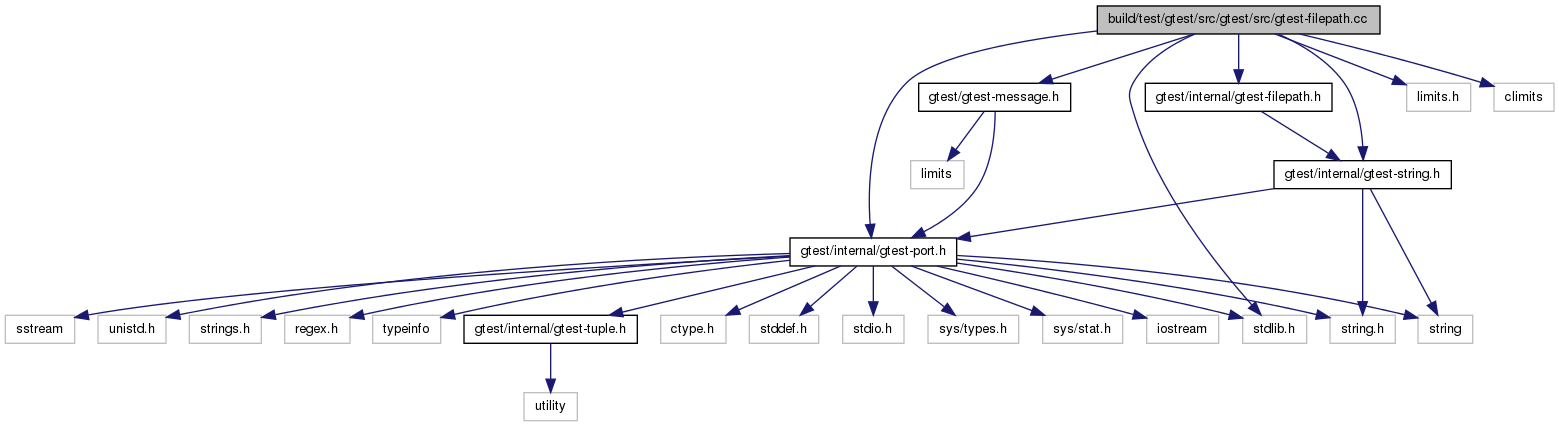 build/test/gtest/src/gtest/src/gtest-filepath.cc
gtest/gtest-message.h
gtest/internal/gtest-filepath.h
limits.h
climits
limits
gtest/internal/gtest-string.h
gtest/internal/gtest-port.h
sstream
unistd.h
strings.h
regex.h
typeinfo
gtest/internal/gtest-tuple.h
ctype.h
stddef.h
stdio.h
sys/types.h
sys/stat.h
iostream
stdlib.h
string.h
string
utility